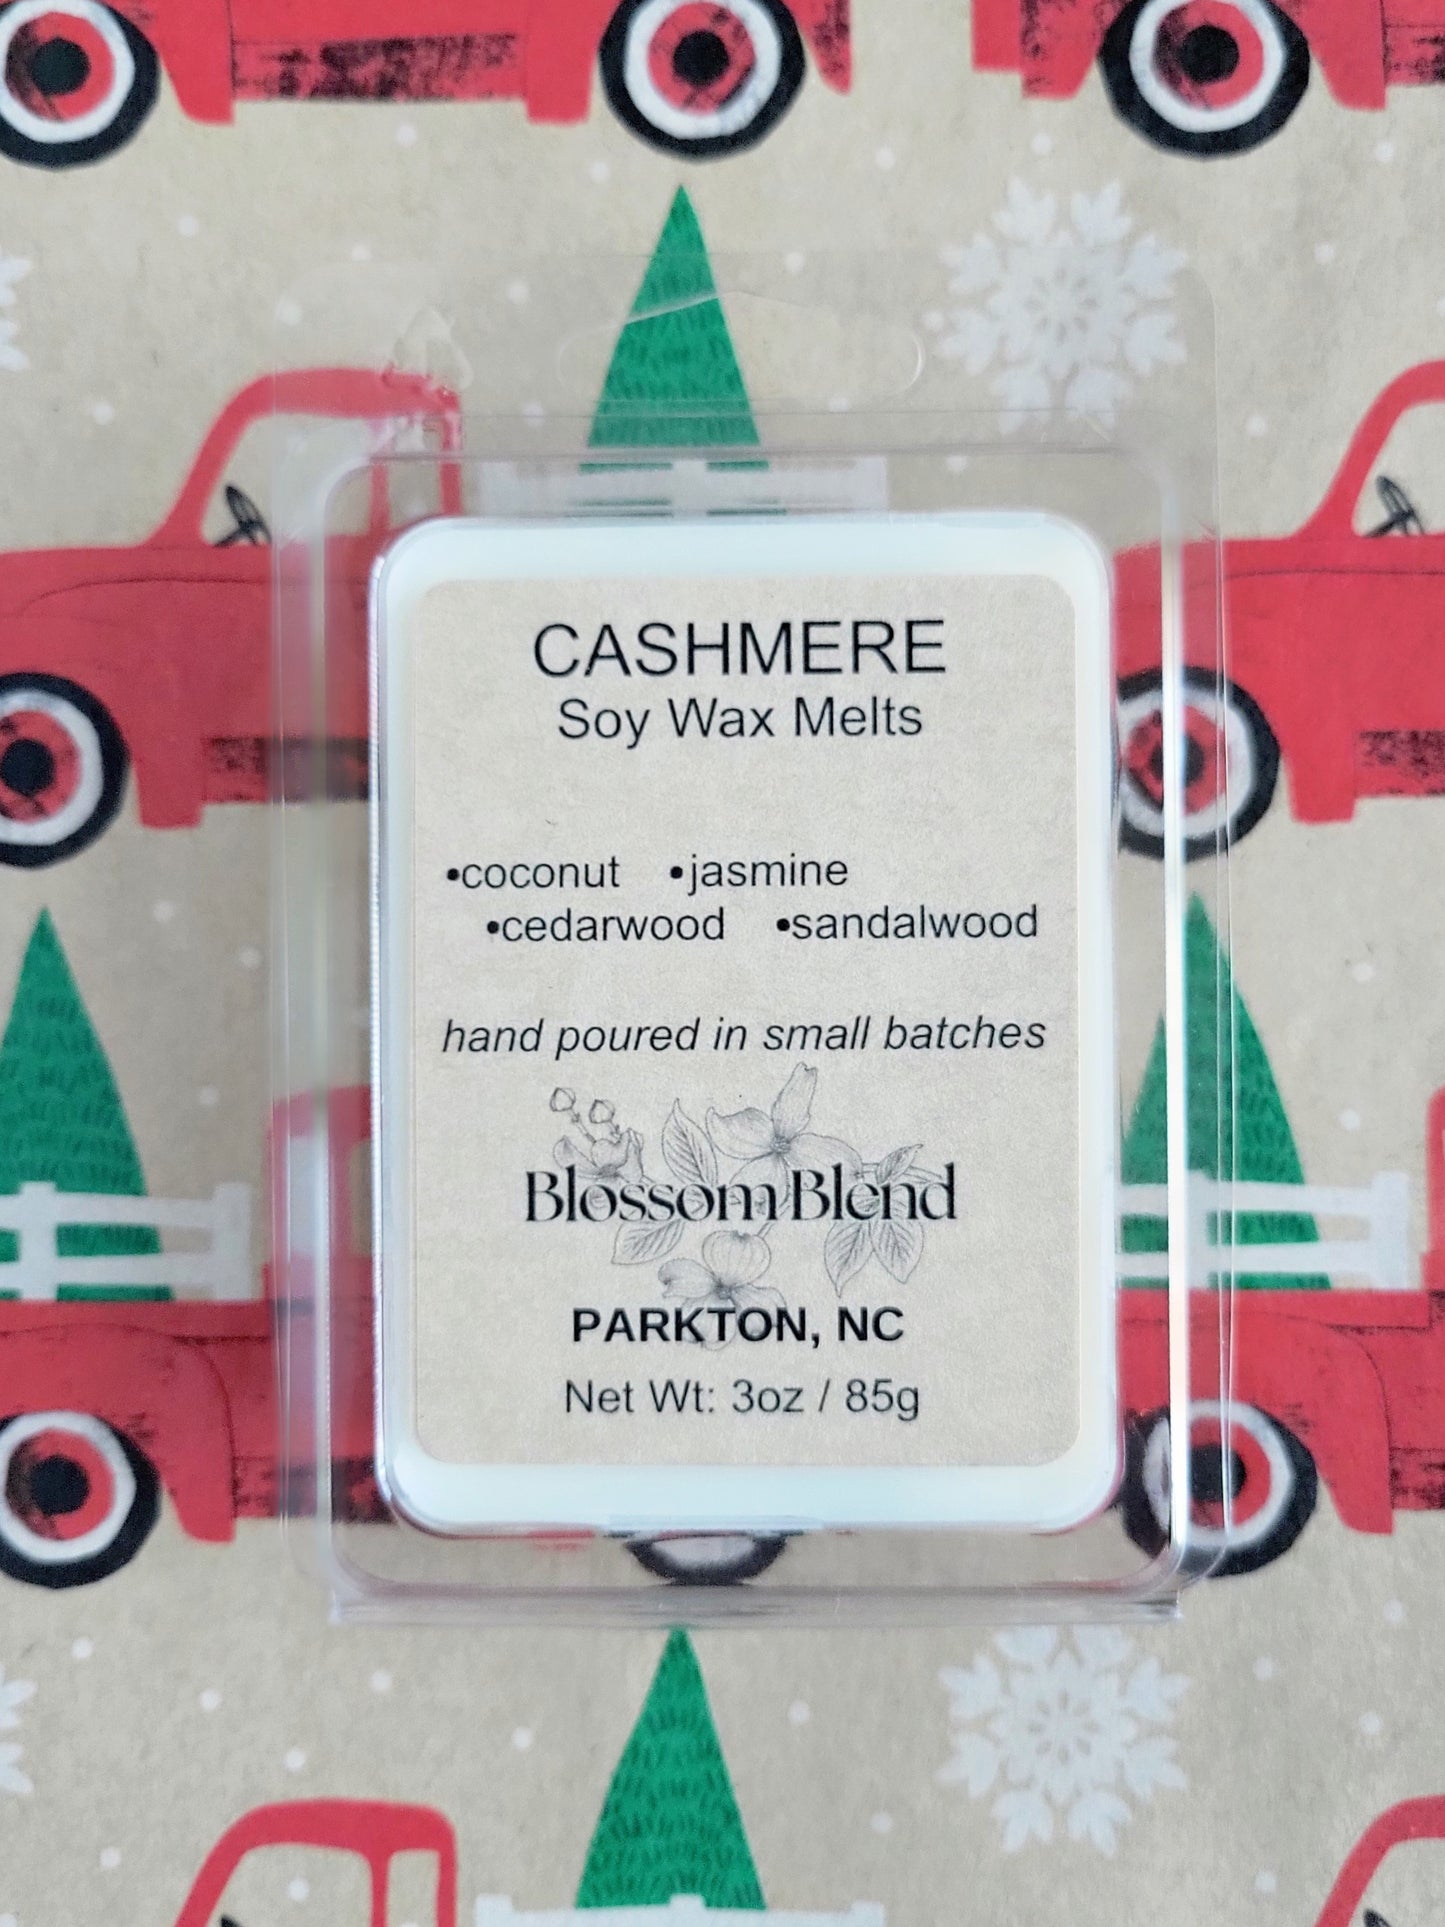 CASHMERE
Soy Wax Melts
•coconut •jasmine
•cedarwood •sandalwood
hand poured in small batches
Blossom Blend
PARKTON, NC
Net Wt: 3oz / 85g